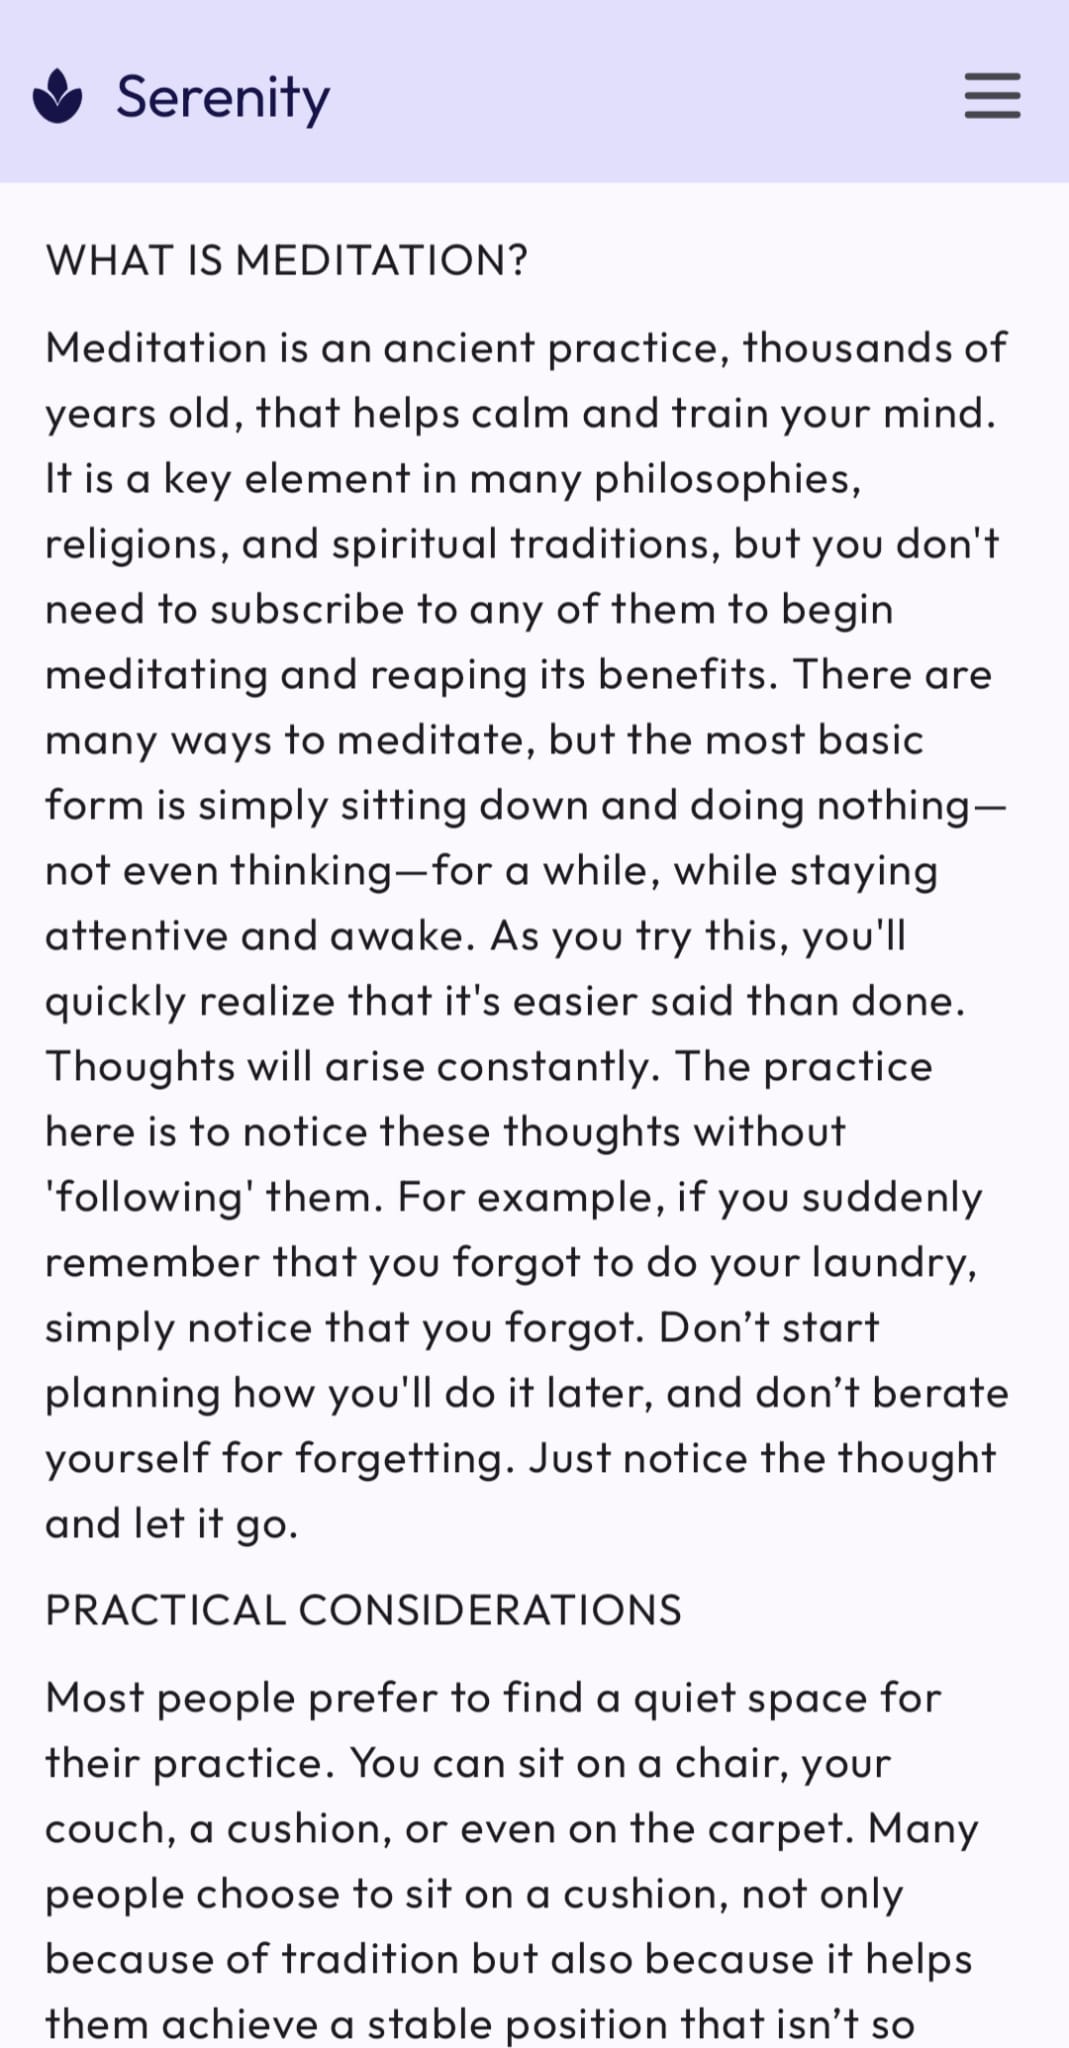 Serenity
WHAT IS MEDITATION?
Meditation is an ancient practice, thousands of
years old, that helps calm and train your mind.
It is a key element in many philosophies,
religions, and spiritual traditions, but you don't
need to subscribe to any of them to begin
meditating and reaping its benefits. There are
many ways to meditate, but the most basic
form is simply sitting down and doing nothing—
not even thinking—for a while, while staying
attentive and awake. As you try this, you'll
quickly realize that it's easier said than done.
Thoughts will arise constantly. The practice
here is to notice these thoughts without
'following' them. For example, if you suddenly
remember that you forgot to do your laundry,
simply notice that you forgot. Don’t start
planning how you'll do it later, and don’t berate
yourself for forgetting. Just notice the thought
and let it go.
PRACTICAL CONSIDERATIONS
Most people prefer to find a quiet space for
their practice. You can sit on a chair, your
couch, a cushion, or even on the carpet. Many
people choose to sit on a cushion, not only
because of tradition but also because it helps
them achieve a stable position that isn’t so